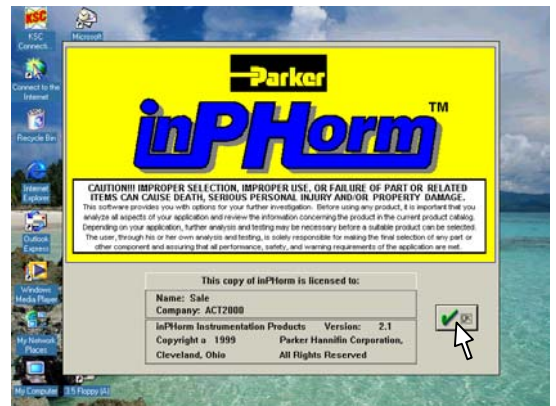 KSC
KSC Connecti...
Microsoft
Connect to the Internet
Recycle Bin
Internet Explorer
Outlook Express
Windows Media Player
My Network Places
My Computer
3.5 Floppy (A)
Parker
inPHorm™
CAUTION!!! IMPROPER SELECTION, IMPROPER USE, OR FAILURE OF PART OR RELATED
ITEMS CAN CAUSE DEATH, SERIOUS PERSONAL INJURY AND/OR PROPERTY DAMAGE.
This software provides you with options for your further investigation. Before using any product, it is important that you
analyze all aspects of your application and review the information concerning the product in the current product catalog.
Depending on your application, further analysis and testing may be necessary before a suitable product can be selected.
The user, through his or her own analysis and testing, is solely responsible for making the final selection of any part or
other component and assuring that all performance, safety, and warning requirements of the application are met.
This copy of inPHorm is licensed to:
Name: Sale
Company: ACT2000
inPHorm Instrumentation Products Version: 2.1
Copyright a 1999 Parker Hannifin Corporation,
Cleveland, Ohio All Rights Reserved
OK